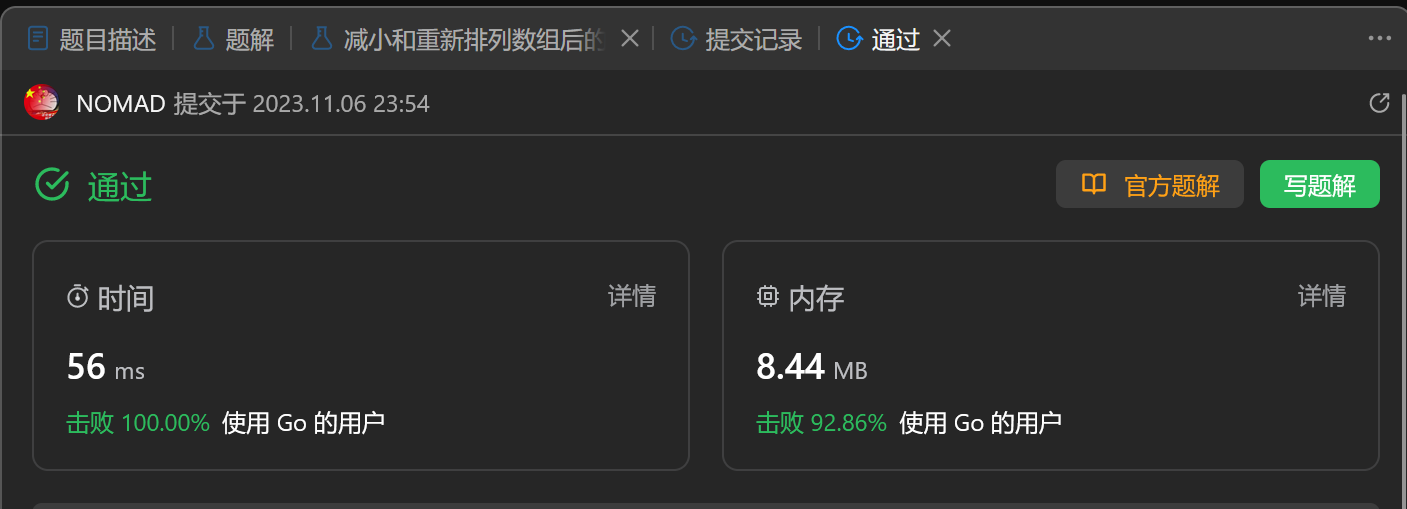 题目描述 题解 减小和重新排列数组后的 提交记录 通过
NOMAD 提交于 2023.11.06 23:54
通过 官方题解 写题解
时间 详情 内存 详情
56 ms 8.44 MB
击败 100.00% 使用 Go 的用户 击败 92.86% 使用 Go 的用户